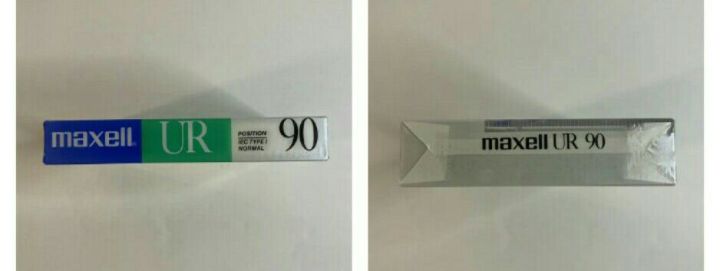 maxell
UR
POSITION
IEC TYPE I
NORMAL
90
maxell UR 90